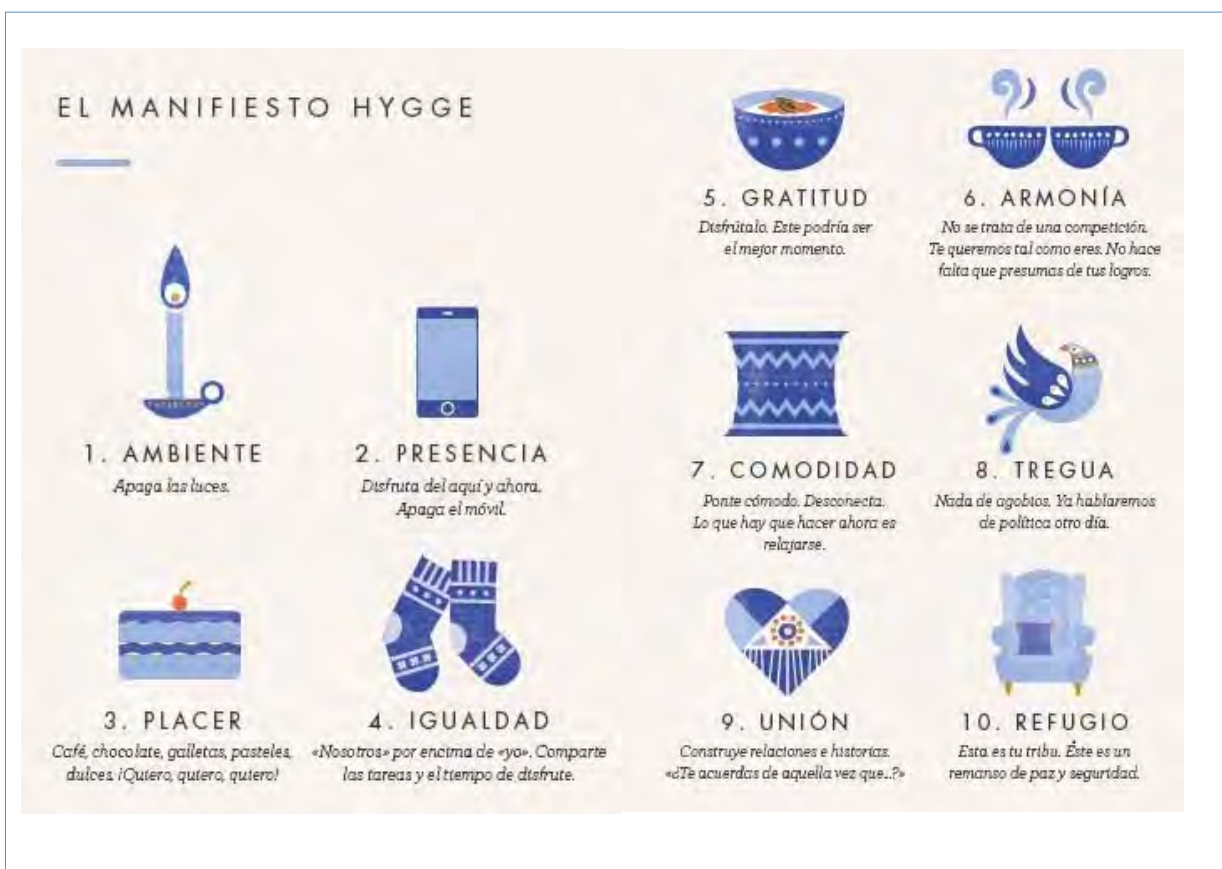 EL MANIFIESTO HYGGE
1. AMBIENTE
Apaga las luces.
2. PRESENCIA
Disfruta del aquí y ahora.
Apaga el móvil.
3. PLACER
Café, chocolate, galletas, pasteles,
dulces. ¡Quiero, quiero, quiero!
4. IGUALDAD
«Nosotros» por encima de «yo». Comparte
las tareas y el tiempo de disfrute.
5. GRATITUD
Disfrútalo. Este podría ser
el mejor momento.
6. ARMONÍA
No se trata de una competición.
Te queremos tal como eres. No hace
falta que presumas de tus logros.
7. COMODIDAD
Ponte cómodo. Desconecta.
Lo que hay que hacer ahora es
relajarse.
8. TREGUA
Nada de agobios. Ya hablaremos
de política otro día.
9. UNIÓN
Construye relaciones e historias.
«¿Te acuerdas de aquella vez que...?»
10. REFUGIO
Esta es tu tribu. Éste es un
remanso de paz y seguridad.